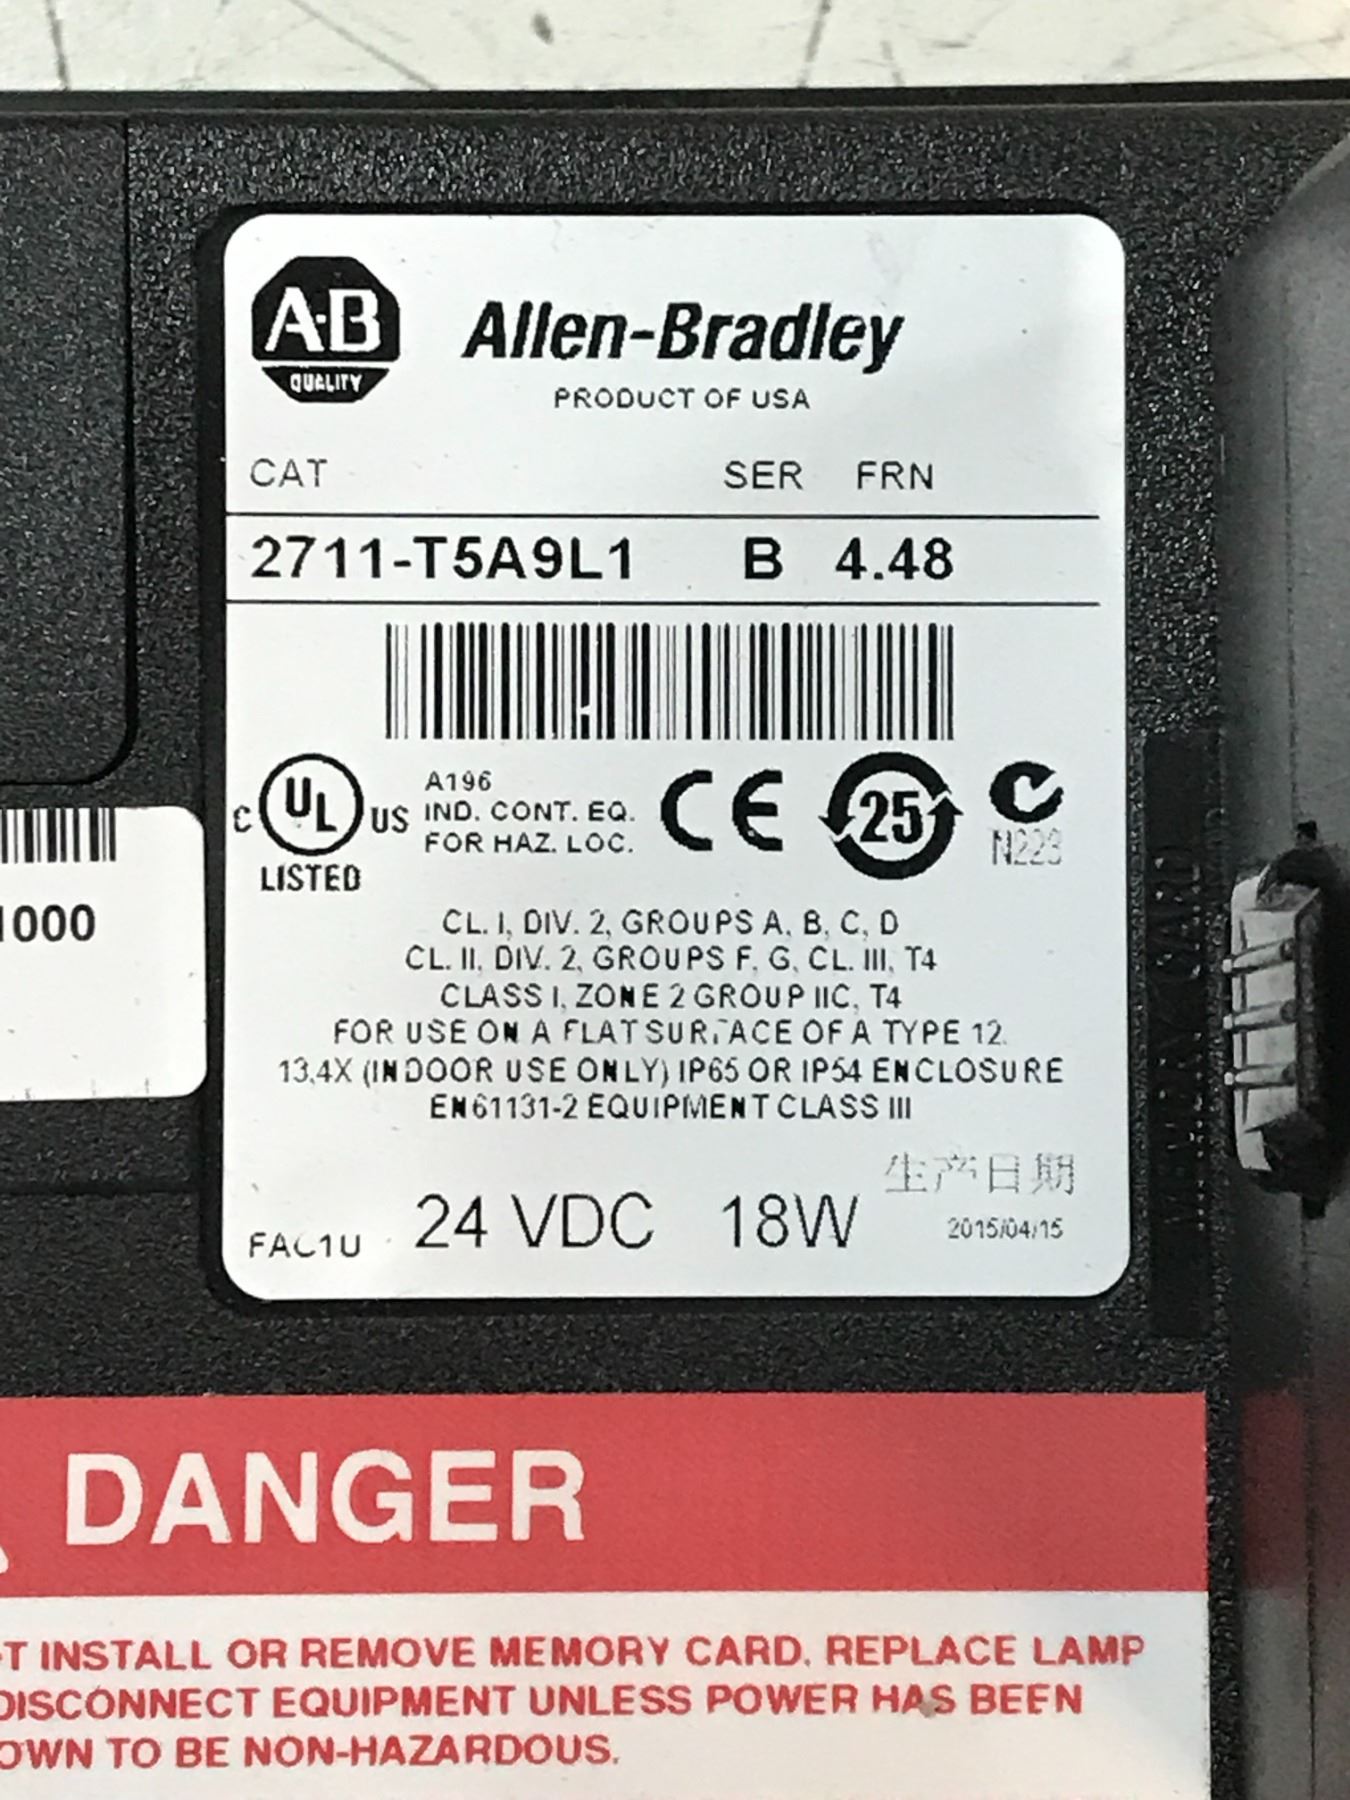 A-B
QUALITY
Allen-Bradley
PRODUCT OF USA
CAT SER FRN
2711-T5A9L1 B 4.48
C UL US
LISTED
A196
IND. CONT. EQ.
FOR HAZ. LOC.
CE
25
N223
1000
CL. I, DIV. 2, GROUPS A, B, C, D
CL. II, DIV. 2, GROUPS F, G, CL. III, T4
CLASS I, ZONE 2 GROUP IIC, T4
FOR USE ON A FLAT SURFACE OF A TYPE 12,
13,4X (INDOOR USE ONLY) IP65 OR IP54 ENCLOSURE
EN61131-2 EQUIPMENT CLASS III
生产日期
FAC1U 24 VDC 18W 2015/04/15
MEMORY CARD
DANGER
T INSTALL OR REMOVE MEMORY CARD, REPLACE LAMP
DISCONNECT EQUIPMENT UNLESS POWER HAS BEEN
OWN TO BE NON-HAZARDOUS.